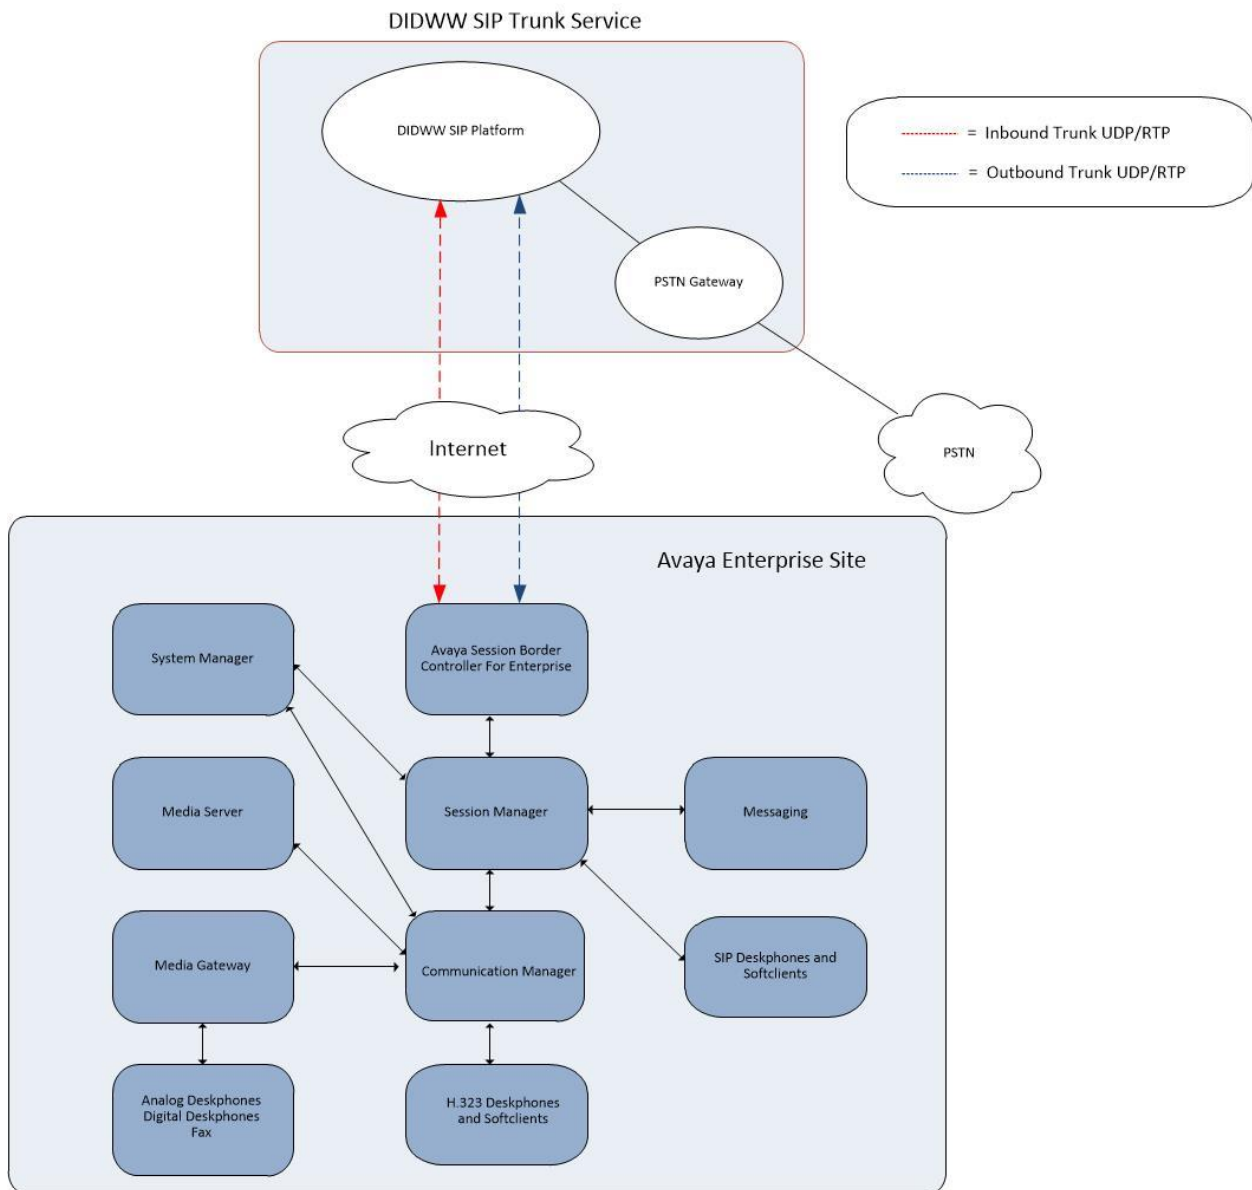 DIDWW SIP Trunk Service
DIDWW SIP Platform
= Inbound Trunk UDP/RTP
= Outbound Trunk UDP/RTP
PSTN Gateway
Internet
PSTN
Avaya Enterprise Site
System Manager
Avaya Session Border
Controller For Enterprise
Media Server
Session Manager
Messaging
Media Gateway
Communication Manager
SIP Deskphones and
Softclients
Analog Deskphones
Digital Deskphones
Fax
H.323 Deskphones
and Softclients